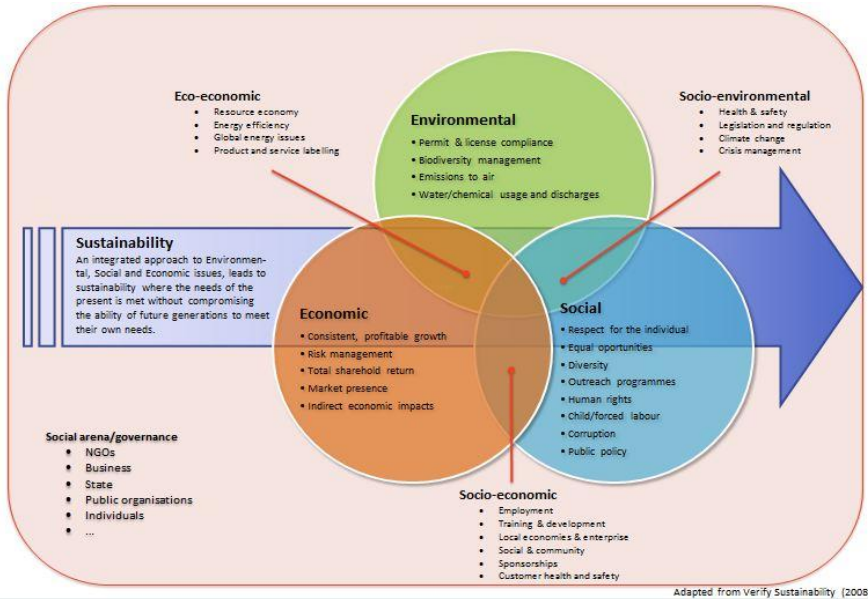 Eco-economic
• Resource economy
• Energy efficiency
• Global energy issues
• Product and service labelling
Environmental
• Permit & license compliance
• Biodiversity management
• Emissions to air
• Water/chemical usage and discharges
Socio-environmental
• Health & safety
• Legislation and regulation
• Climate change
• Crisis management
Sustainability
An integrated approach to Environmen-
tal, Social and Economic issues, leads to
sustainability where the needs of the
present is met without compromising
the ability of future generations to meet
their own needs.
Economic
• Consistent, profitable growth
• Risk management
• Total sharehold return
• Market presence
• Indirect economic impacts
Social
• Respect for the individual
• Equal oportunities
• Diversity
• Outreach programmes
• Human rights
• Child/forced labour
• Corruption
• Public policy
Social arena/governance
• NGOs
• Business
• State
• Public organisations
• Individuals
• ...
Socio-economic
• Employment
• Training & development
• Local economies & enterprise
• Social & community
• Sponsorships
• Customer health and safety
Adapted from Verify Sustainability (2008